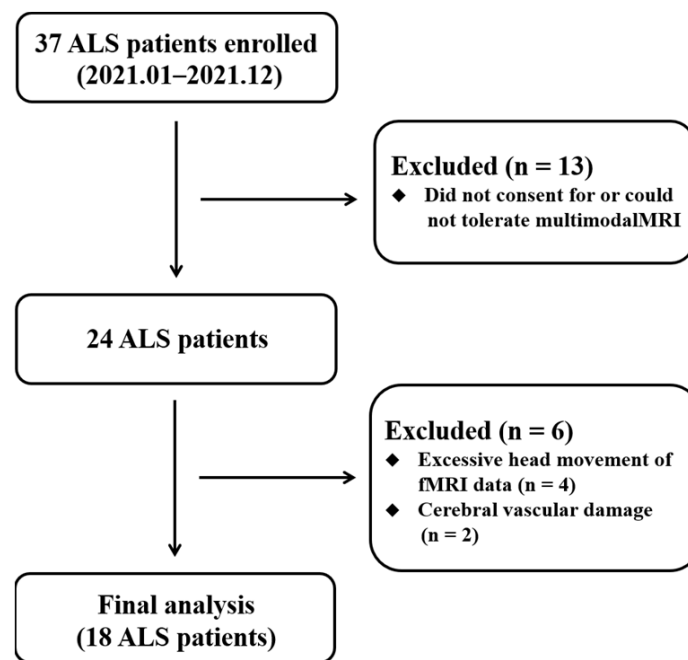 37 ALS patients enrolled
(2021.01–2021.12)
Excluded (n = 13)
◆ Did not consent for or could
not tolerate multimodalMRI
24 ALS patients
Excluded (n = 6)
◆ Excessive head movement of
fMRI data (n = 4)
◆ Cerebral vascular damage
(n = 2)
Final analysis
(18 ALS patients)